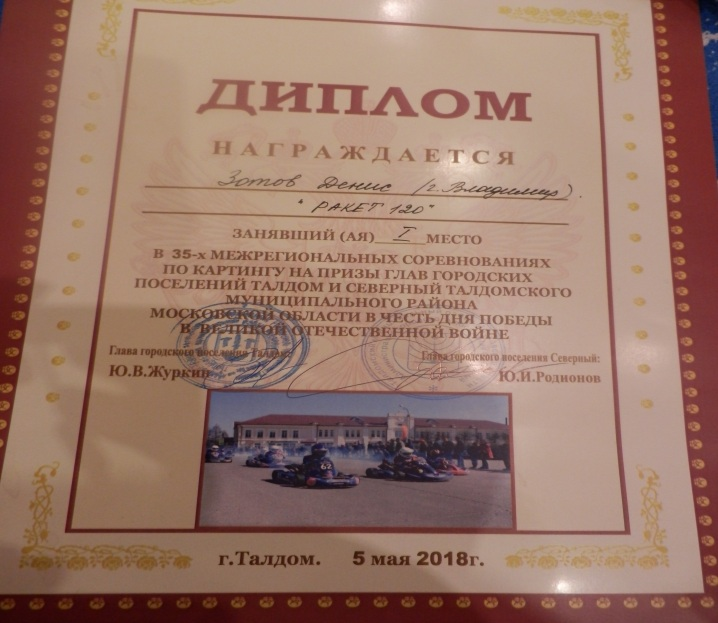 ДИПЛОМ
НАГРАЖДАЕТСЯ
Зотов Денис (г. Владимир).
"РАКЕТ 120"
ЗАНЯВШИЙ (АЯ) I МЕСТО
В 35-х МЕЖРЕГИОНАЛЬНЫХ СОРЕВНОВАНИЯХ
ПО КАРТИНГУ НА ПРИЗЫ ГЛАВ ГОРОДСКИХ
ПОСЕЛЕНИЙ ТАЛДОМ И СЕВЕРНЫЙ ТАЛДОМСКОГО
МУНИЦИПАЛЬНОГО РАЙОНА
МОСКОВСКОЙ ОБЛАСТИ В ЧЕСТЬ ДНЯ ПОБЕДЫ
В ВЕЛИКОЙ ОТЕЧЕСТВЕННОЙ ВОЙНЕ
Глава городского поселения Талдом: Глава городского поселения Северный:
Ю.В.Журкин Ю.И.Родионов
г.Талдом. 5 мая 2018г.